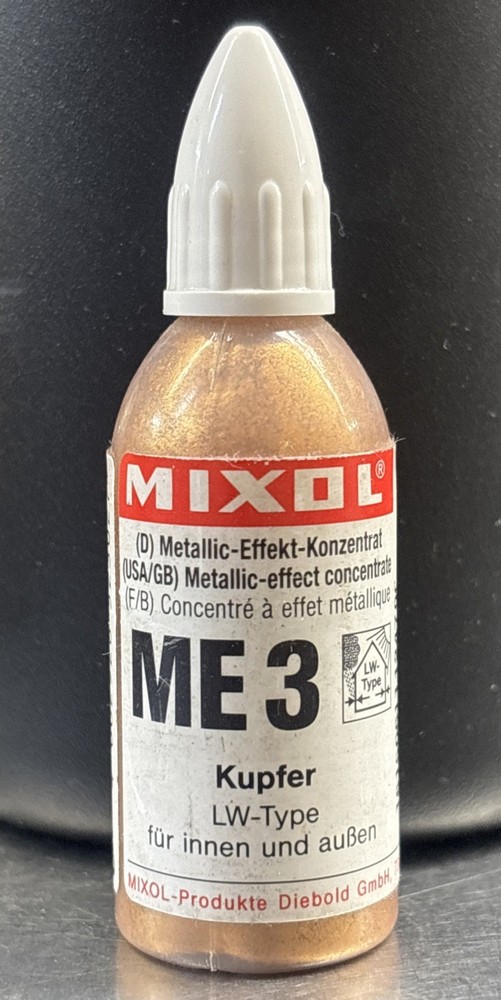 MIXOL®
(D) Metallic-Effekt-Konzentrat
(USA/GB) Metallic-effect concentrate
(F/B) Concentré à effet métallique
ME 3
LW-
Type
Kupfer
LW-Type
für innen und außen
MIXOL-Produkte Diebold GmbH,